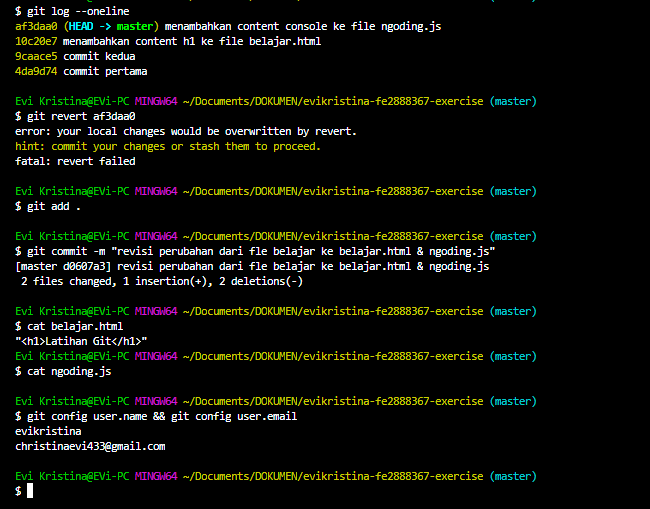 $ git log --oneline
af3daa0 (HEAD -> master) menambahkan content console ke file ngoding.js
10c20e7 menambahkan content h1 ke file belajar.html
9caace5 commit kedua
4da9d74 commit pertama
Evi Kristina@EVi-PC MINGW64 ~/Documents/DOKUMEN/evikristina-fe2888367-exercise (master)
$ git revert af3daa0
error: your local changes would be overwritten by revert.
hint: commit your changes or stash them to proceed.
fatal: revert failed
Evi Kristina@EVi-PC MINGW64 ~/Documents/DOKUMEN/evikristina-fe2888367-exercise (master)
$ git add .
Evi Kristina@EVi-PC MINGW64 ~/Documents/DOKUMEN/evikristina-fe2888367-exercise (master)
$ git commit -m "revisi perubahan dari fle belajar ke belajar.html & ngoding.js"
[master d0607a3] revisi perubahan dari fle belajar ke belajar.html & ngoding.js
 2 files changed, 1 insertion(+), 2 deletions(-)
Evi Kristina@EVi-PC MINGW64 ~/Documents/DOKUMEN/evikristina-fe2888367-exercise (master)
$ cat belajar.html
"<h1>Latihan Git</h1>"
Evi Kristina@EVi-PC MINGW64 ~/Documents/DOKUMEN/evikristina-fe2888367-exercise (master)
$ cat ngoding.js
Evi Kristina@EVi-PC MINGW64 ~/Documents/DOKUMEN/evikristina-fe2888367-exercise (master)
$ git config user.name && git config user.email
evikristina
christinaevi433@gmail.com
Evi Kristina@EVi-PC MINGW64 ~/Documents/DOKUMEN/evikristina-fe2888367-exercise (master)
$